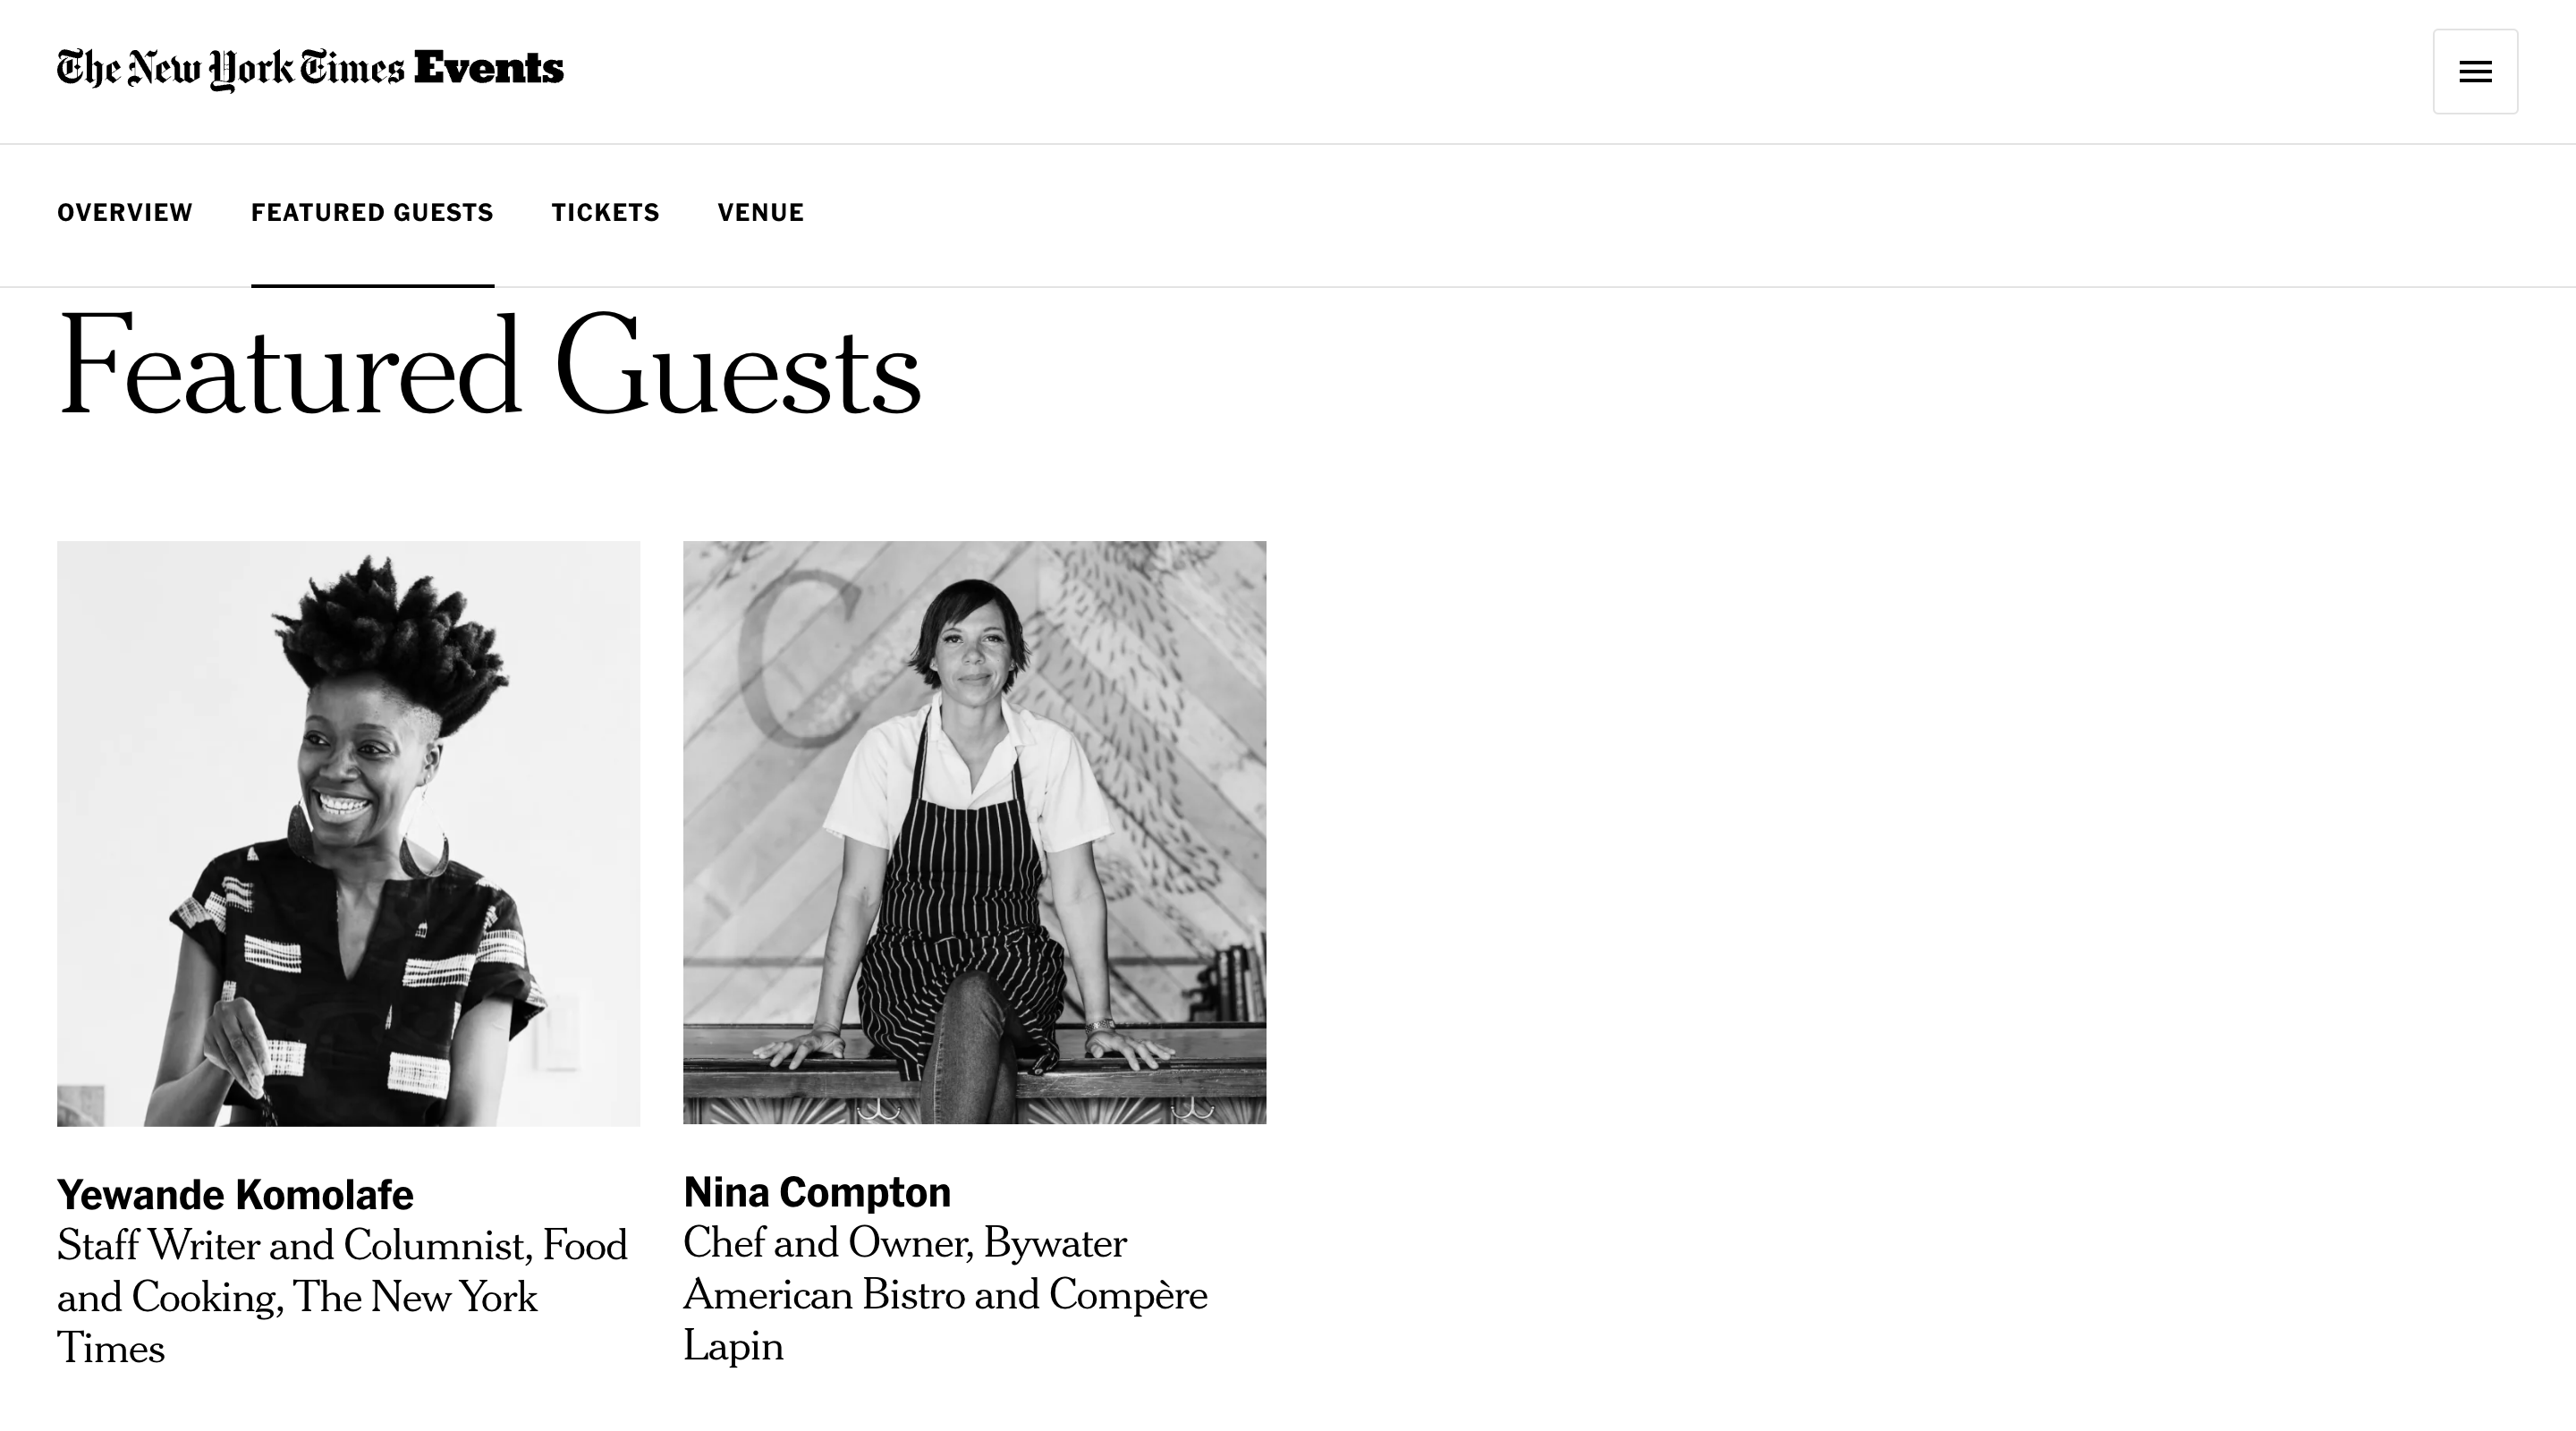 The New York Times Events
OVERVIEW
FEATURED GUESTS
TICKETS
VENUE
Featured Guests
C
Yewande Komolafe
Staff Writer and Columnist, Food
and Cooking, The New York
Times
Nina Compton
Chef and Owner, Bywater
American Bistro and Compère
Lapin